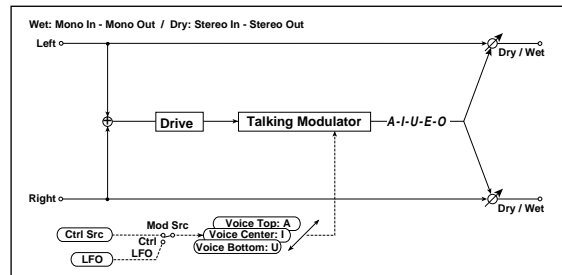 Wet: Mono In - Mono Out / Dry: Stereo In - Stereo Out
Left
Dry / Wet
Drive
Talking Modulator
A-I-U-E-O
Right
Dry / Wet
Mod Src
Voice Top: A
Ctrl Src
Voice Center: I
Ctrl
Voice Bottom: U
LFO
LFO